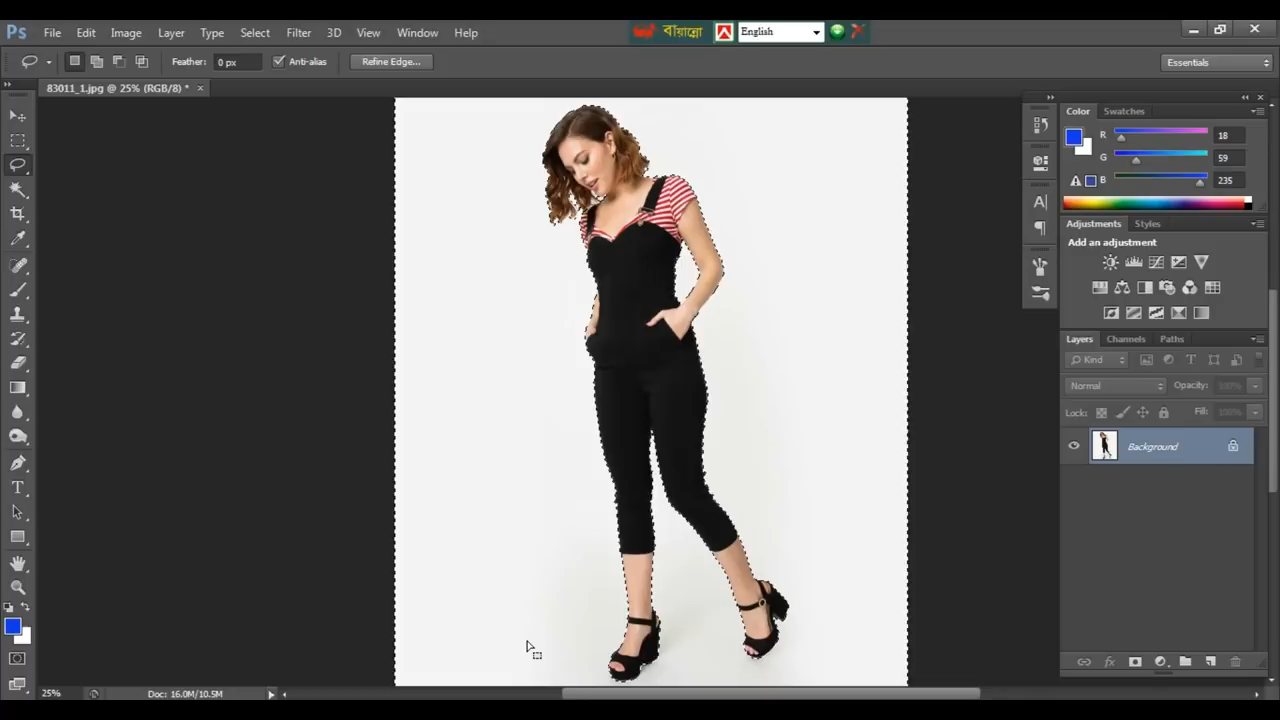 Ps File Edit Image Layer Type Select Filter 3D View Window Help
বায়ান্নো English
Feather: 0 px Anti-alias Refine Edge... Essentials
83011_1.jpg @ 25% (RGB/8) * ×
Color Swatches
R 18
G 59
B 235
Adjustments Styles
Add an adjustment
Layers Channels Paths
Kind
Normal Opacity: 100%
Lock: Fill: 100%
Background
25% Doc: 16.0M/10.5M